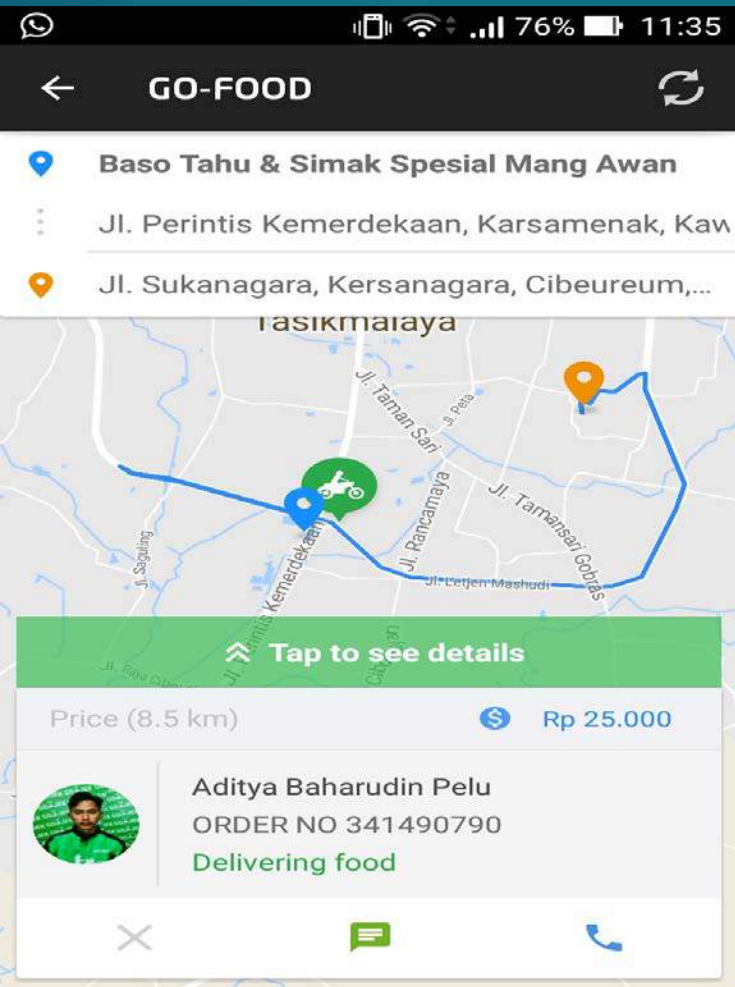 76% 11:35
GO-FOOD
Baso Tahu & Simak Spesial Mang Awan
Jl. Perintis Kemerdekaan, Karsamenak, Kaw
Jl. Sukanagara, Kersanagara, Cibeureum,...
Tasikmalaya
Jl. Taman Sari
Jl. Peta
Jl. Rancamaya
Jl. Tamansari Gobras
Jl. Saguling
Jl. Perintis Kemerdekaan
Jl. Letjen Mashudi
Tap to see details
Price (8.5 km)
Rp 25.000
Aditya Baharudin Pelu
ORDER NO 341490790
Delivering food